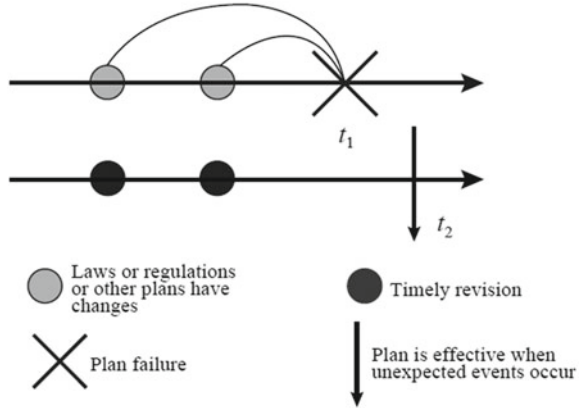 t1
t2
Laws or regulations
or other plans have
changes
Timely revision
Plan failure
Plan is effective when
unexpected events occur